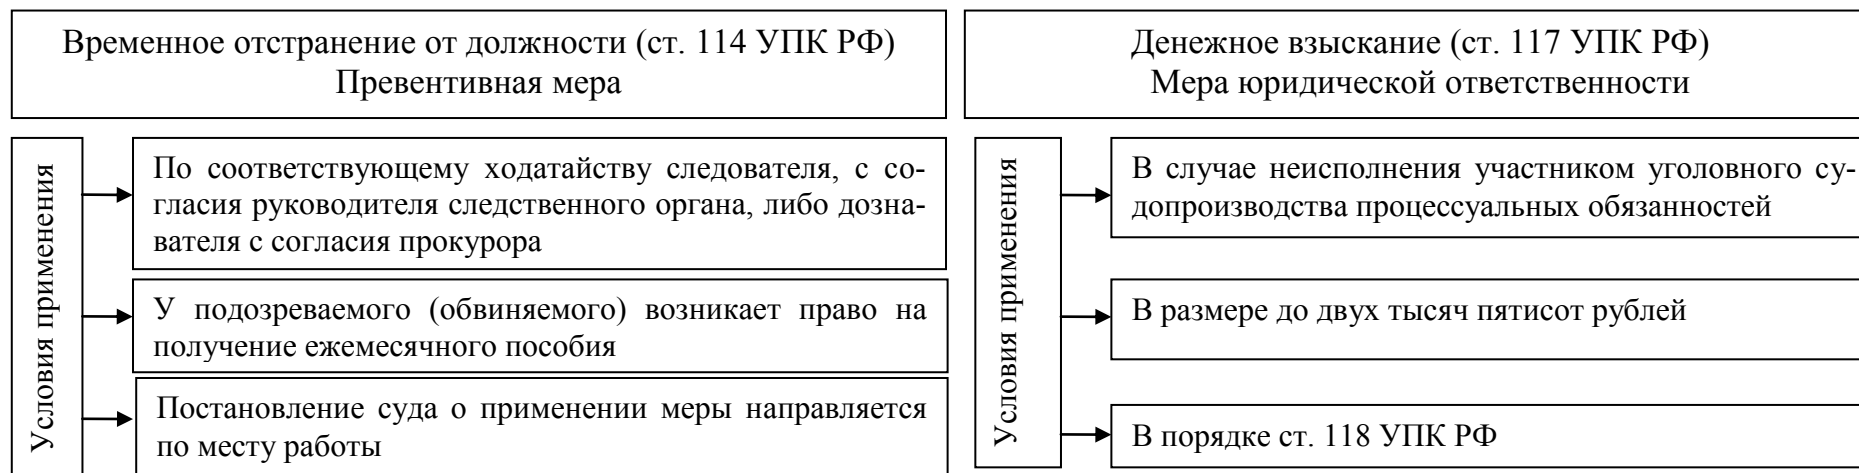 Временное отстранение от должности (ст. 114 УПК РФ)
Превентивная мера
Условия применения
По соответствующему ходатайству следователя, с со-
гласия руководителя следственного органа, либо дозна-
вателя с согласия прокурора
У подозреваемого (обвиняемого) возникает право на
получение ежемесячного пособия
Постановление суда о применении меры направляется
по месту работы
Денежное взыскание (ст. 117 УПК РФ)
Мера юридической ответственности
Условия применения
В случае неисполнения участником уголовного су-
допроизводства процессуальных обязанностей
В размере до двух тысяч пятисот рублей
В порядке ст. 118 УПК РФ